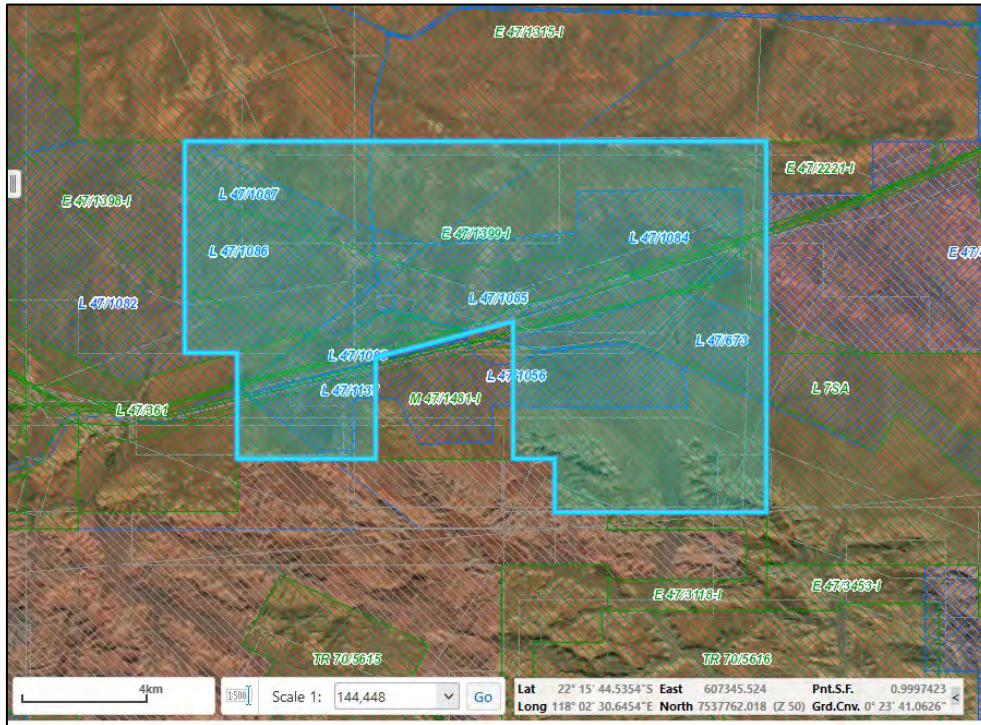 E 47/1315-I
E 47/2221-I
E 47/1398-I
L 47/1087
E 47/1399-I
L 47/1084
L 47/1086
L 47/1082
L 47/1085
L 47/673
L 47/1137
L 47/1056
M 47/1481-I
L 7SA
L 47/361
E 47/3118-I
E 47/3453-I
TR 70/5615
TR 70/5616
4km
1:500
Scale 1: 144,448
Go
Lat 22° 15' 44.5354"S East 607345.524 Pnt.S.F. 0.9997423
Long 118° 02' 30.6454"E North 7537762.018 (Z 50) Grd.Cnv. 0° 23' 41.0626"
<